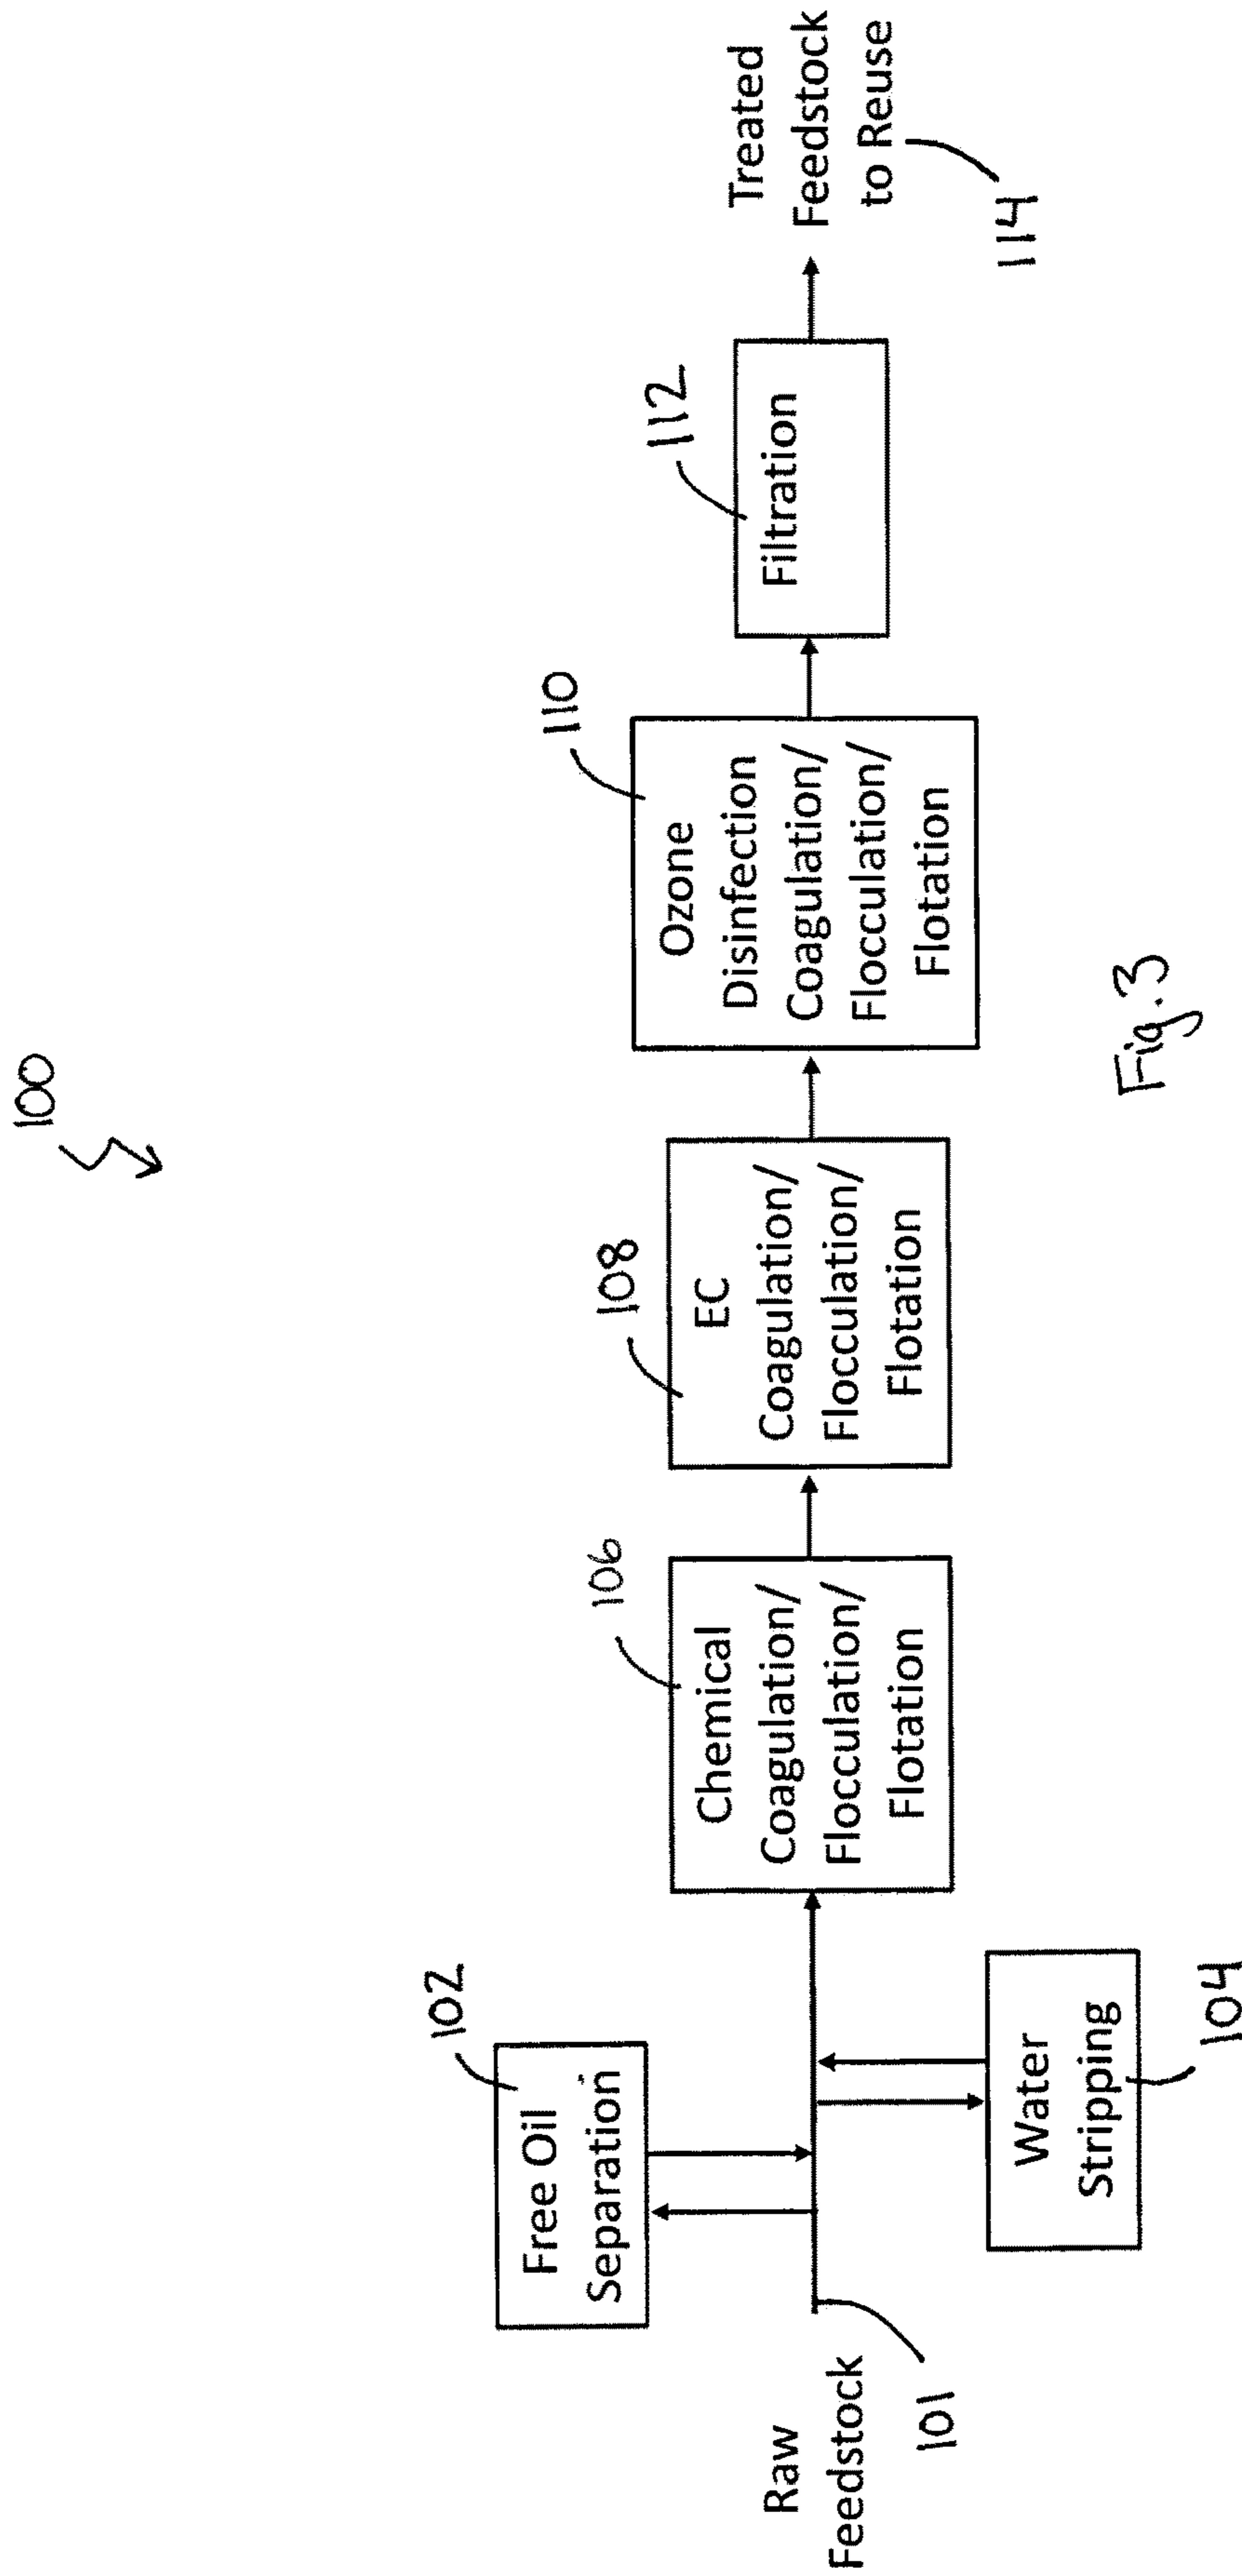 100
102
Free Oil
Separation
Raw
Feedstock
101
Water
Stripping
104
106
Chemical
Coagulation/
Flocculation/
Flotation
108
EC
Coagulation/
Flocculation/
Flotation
110
Ozone
Disinfection
Coagulation/
Flocculation/
Flotation
112
Filtration
Treated
Feedstock
to Reuse
114
Fig. 3